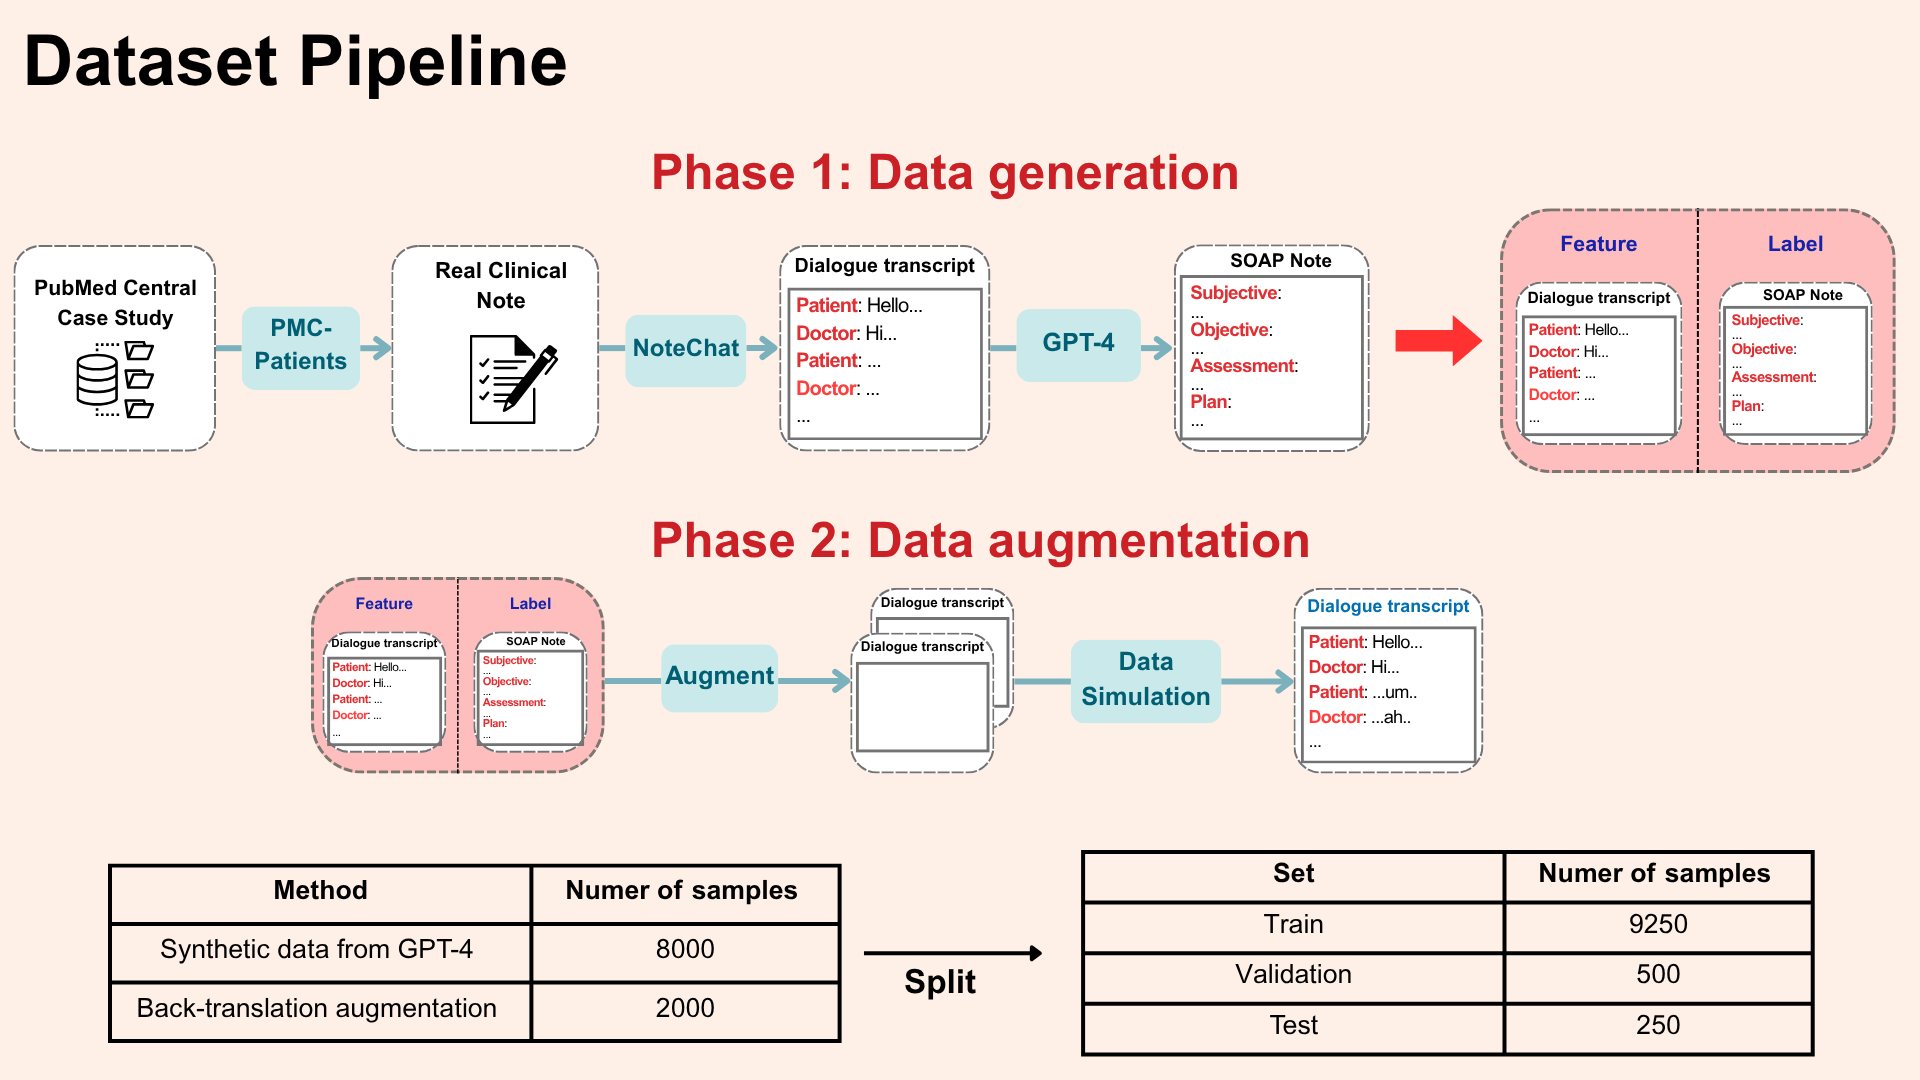 Dataset Pipeline
Phase 1: Data generation
PubMed Central
Case Study
PMC-
Patients
Real Clinical
Note
NoteChat
Dialogue transcript
Patient: Hello...
Doctor: Hi...
Patient: ...
Doctor: ...
...
GPT-4
SOAP Note
Subjective:
...
Objective:
...
Assessment:
...
Plan:
...
Feature
Dialogue transcript
Patient: Hello...
Doctor: Hi...
Patient: ...
Doctor: ...
...
Label
SOAP Note
Subjective:
...
Objective:
...
Assessment:
...
Plan:
...
Phase 2: Data augmentation
Feature
Dialogue transcript
Patient: Hello...
Doctor: Hi...
Patient: ...
Doctor: ...
...
Label
SOAP Note
Subjective:
...
Objective:
...
Assessment:
...
Plan:
...
Augment
Dialogue transcript
Dialogue transcript
Data
Simulation
Dialogue transcript
Patient: Hello...
Doctor: Hi...
Patient: ...um..
Doctor: ...ah..
...
Method Numer of samples
Synthetic data from GPT-4 8000
Back-translation augmentation 2000
Split
Set Numer of samples
Train 9250
Validation 500
Test 250